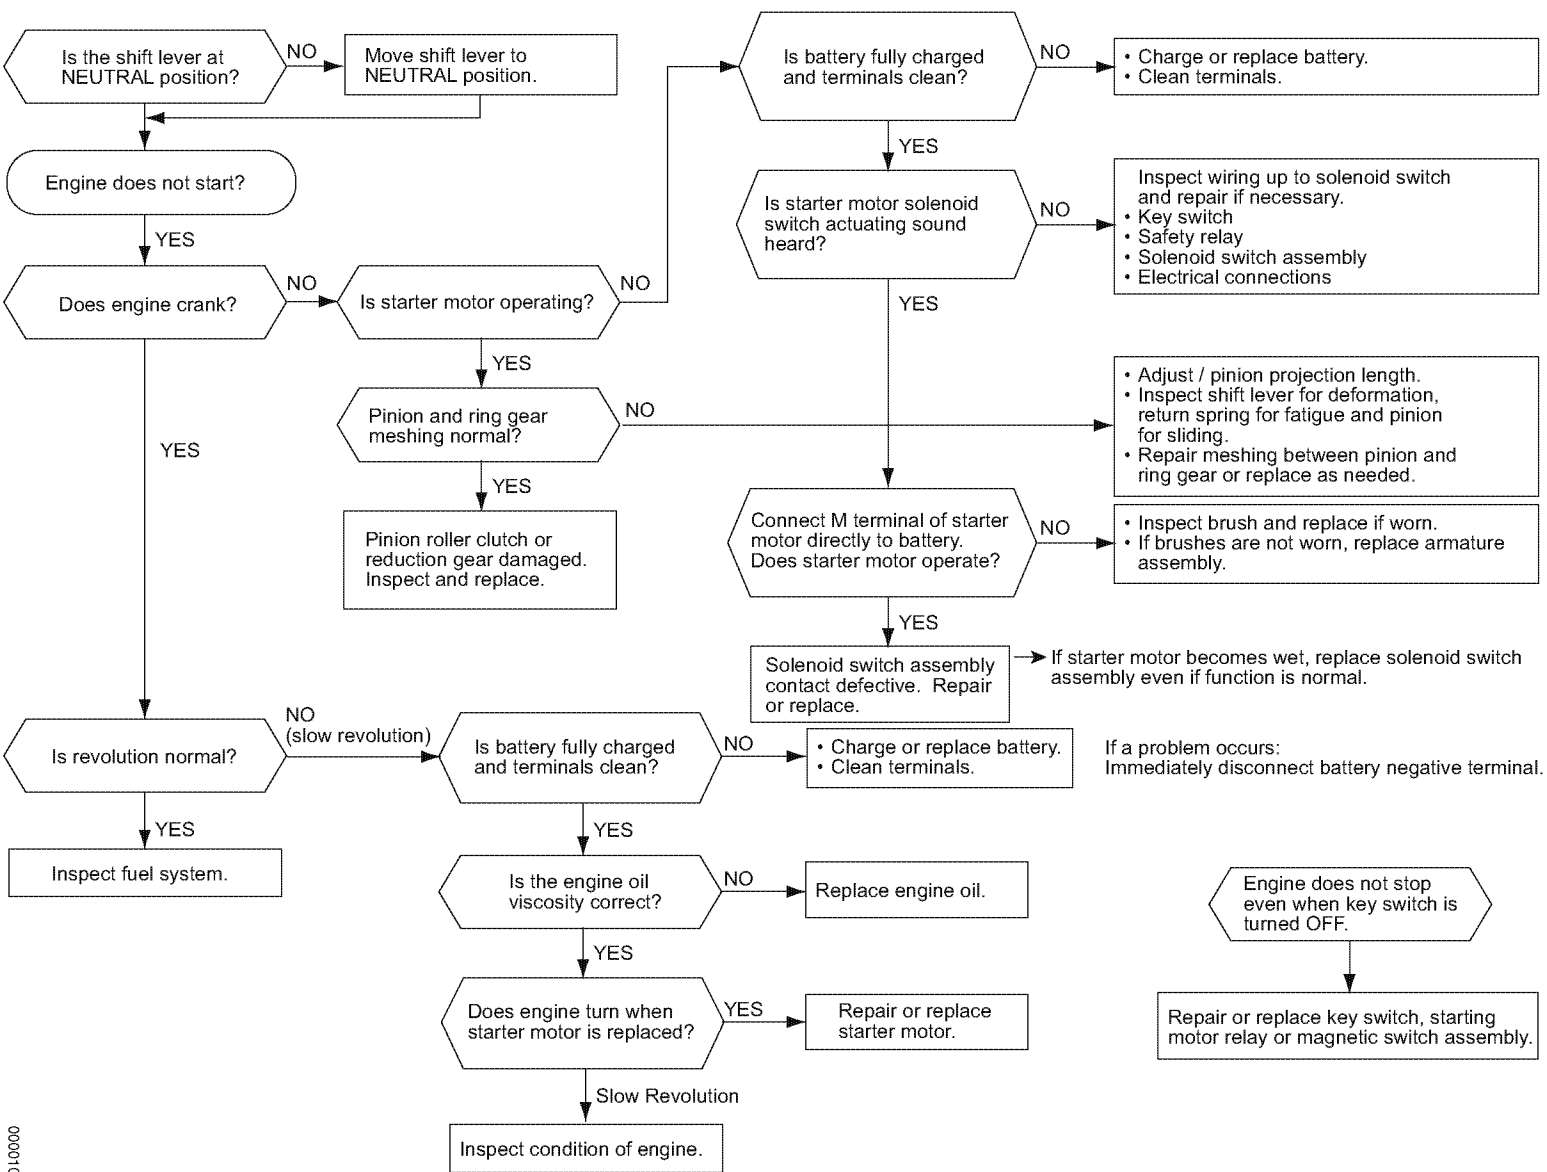 Is the shift lever at
NEUTRAL position?
NO
Move shift lever to
NEUTRAL position.
Engine does not start?
YES
Does engine crank?
NO
Is starter motor operating?
NO
Is battery fully charged
and terminals clean?
NO
• Charge or replace battery.
• Clean terminals.
YES
Is starter motor solenoid
switch actuating sound
heard?
NO
Inspect wiring up to solenoid switch
and repair if necessary.
• Key switch
• Safety relay
• Solenoid switch assembly
• Electrical connections
YES
YES
Pinion and ring gear
meshing normal?
NO
• Adjust / pinion projection length.
• Inspect shift lever for deformation,
return spring for fatigue and pinion
for sliding.
• Repair meshing between pinion and
ring gear or replace as needed.
YES
Pinion roller clutch or
reduction gear damaged.
Inspect and replace.
Connect M terminal of starter
motor directly to battery.
Does starter motor operate?
NO
• Inspect brush and replace if worn.
• If brushes are not worn, replace armature
assembly.
YES
Solenoid switch assembly
contact defective. Repair
or replace.
If starter motor becomes wet, replace solenoid switch
assembly even if function is normal.
YES
Is revolution normal?
NO
(slow revolution)
Is battery fully charged
and terminals clean?
NO
• Charge or replace battery.
• Clean terminals.
If a problem occurs:
Immediately disconnect battery negative terminal.
YES
Inspect fuel system.
YES
Is the engine oil
viscosity correct?
NO
Replace engine oil.
YES
Does engine turn when
starter motor is replaced?
YES
Repair or replace
starter motor.
Slow Revolution
Inspect condition of engine.
Engine does not stop
even when key switch is
turned OFF.
Repair or replace key switch, starting
motor relay or magnetic switch assembly.